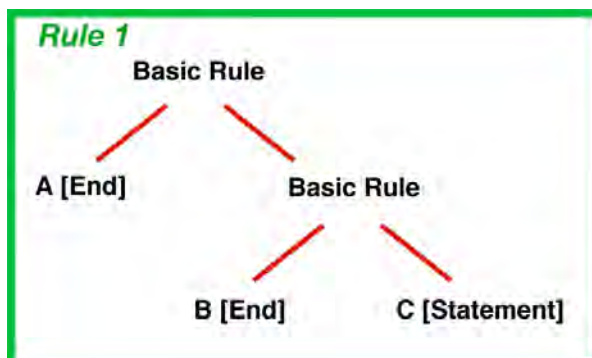 Rule 1
Basic Rule
A [End]
Basic Rule
B [End]
C [Statement]